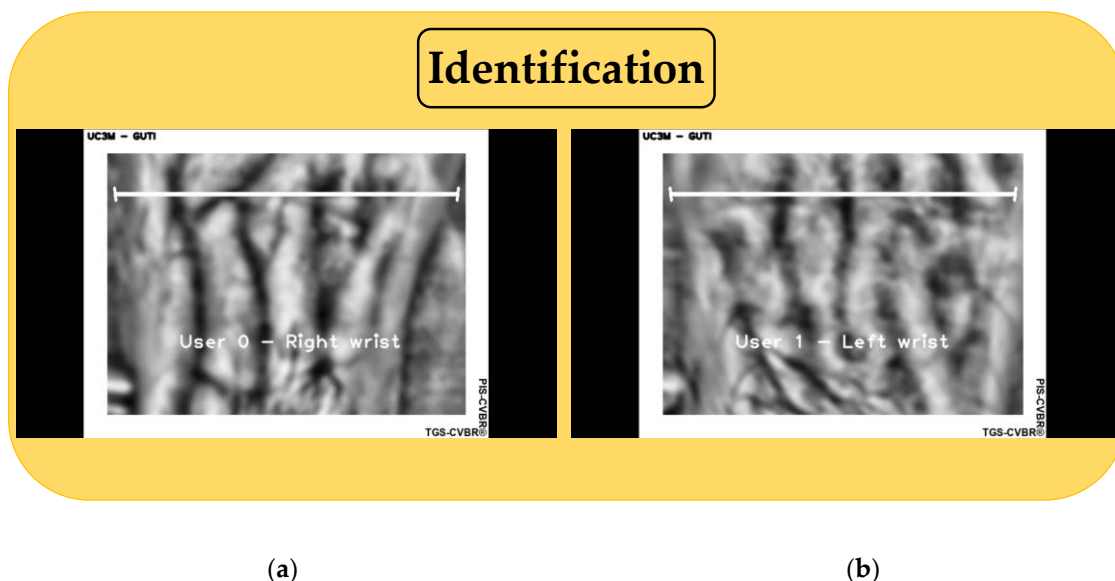 Identification
UC3M – GUTI
User 0 – Right wrist
PIS-CVBR®
TGS-CVBR®
UC3M – GUTI
User 1 – Left wrist
PIS-CVBR®
TGS-CVBR®
(a)
(b)